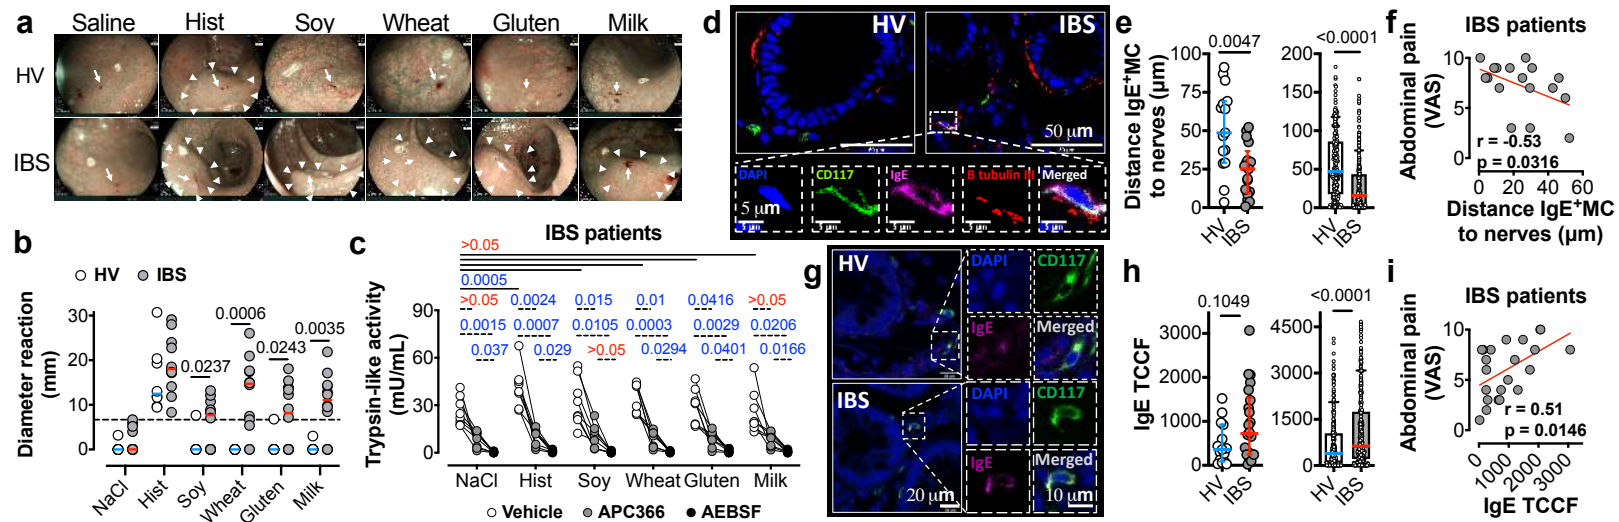 a
Saline Hist Soy Wheat Gluten Milk
HV
IBS
b
HV IBS
Diameter reaction
(mm)
30
20
10
0
0.0237
0.0006
0.0243
0.0035
NaCl Hist Soy Wheat Gluten Milk
c
IBS patients
>0.05
0.0005
>0.05 0.0024 0.015 0.01 0.0416 >0.05
0.0015 0.0007 0.0105 0.0003 0.0029 0.0206
0.037 0.029 >0.05 0.0294 0.0401 0.0166
Trypsin-like activity
(mU/mL)
90
60
30
0
NaCl Hist Soy Wheat Gluten Milk
Vehicle APC366 AEBSF
d
HV
IBS
50 µm
DAPI CD117 IgE B tubulin III Merged
5 µm
5 µm 5 µm 5 µm 5 µm
e
Distance IgE⁺MC
to nerves (µm)
0.0047
100
75
50
25
0
HV IBS
<0.0001
200
150
100
50
0
HV IBS
f
IBS patients
Abdominal pain
(VAS)
10
5
0
r = -0.53
p = 0.0316
0 20 40 60
Distance IgE⁺MC
to nerves (µm)
g
HV
DAPI CD117
IgE Merged
IBS
DAPI CD117
IgE Merged
20 µm
10 µm
h
IgE TCCF
0.1049
3000
2000
1000
0
HV IBS
<0.0001
4500
3000
1500
0
HV IBS
i
IBS patients
Abdominal pain
(VAS)
10
5
0
r = 0.51
p = 0.0146
0 1000 2000 3000
IgE TCCF